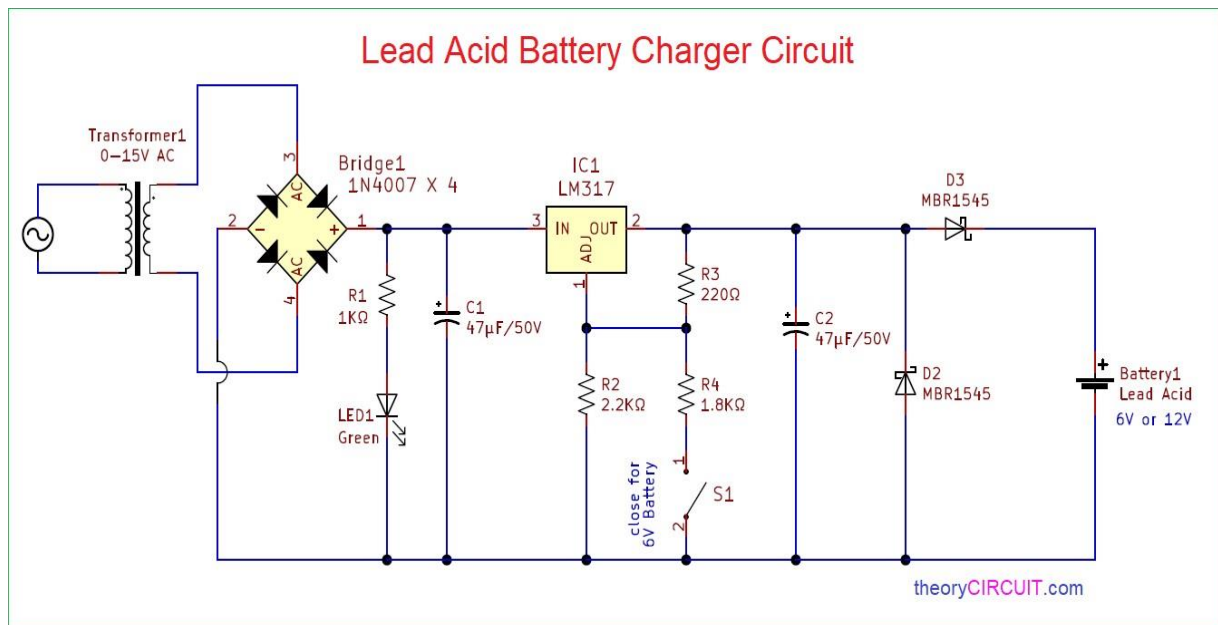 Lead Acid Battery Charger Circuit
Transformer1
0-15V AC
3
AC
Bridge1
1N4007 X 4
2
-
+
1
AC
4
R1
1KΩ
LED1
Green
+
C1
47µF/50V
IC1
LM317
3
IN
OUT
2
ADJ
1
R3
220Ω
R2
2.2KΩ
R4
1.8KΩ
close for
6V Battery
1
S1
2
+
C2
47µF/50V
D3
MBR1545
D2
MBR1545
+
Battery1
Lead Acid
6V or 12V
theoryCIRCUIT.com